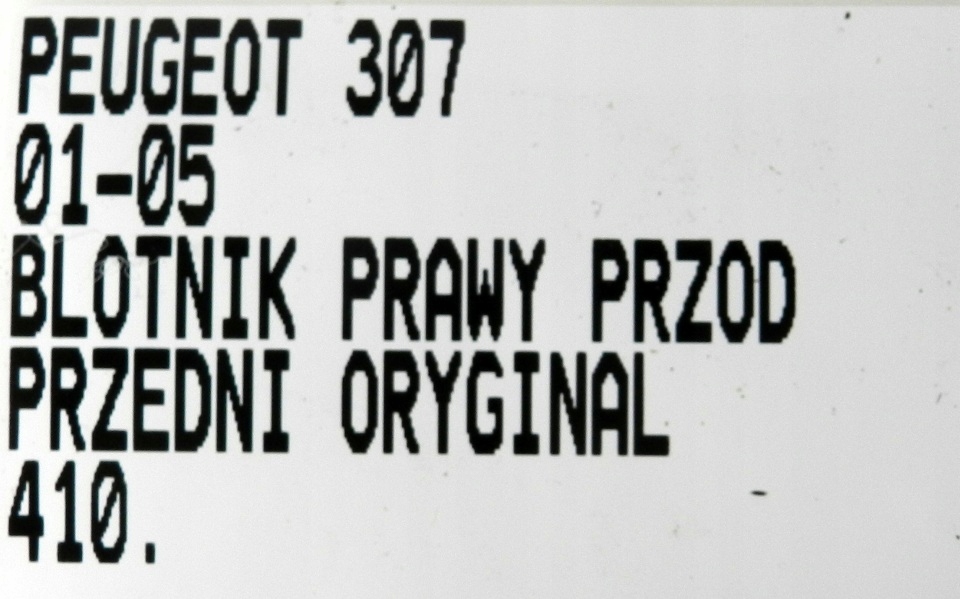 PEUGEOT 307
01-05
BLOTNIK PRAWY PRZOD
PRZEDNI ORYGINAL
410.